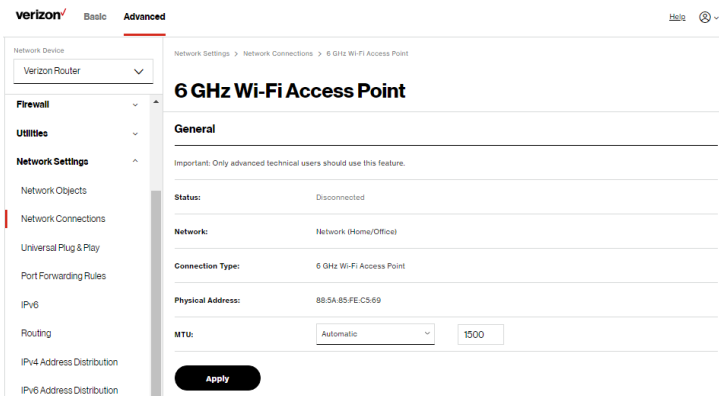 verizon✓ Basic Advanced Help
Network Device
Verizon Router
Firewall
Utilities
Network Settings
Network Objects
Network Connections
Universal Plug & Play
Port Forwarding Rules
IPv6
Routing
IPv4 Address Distribution
IPv6 Address Distribution
Network Settings > Network Connections > 6 GHz Wi-Fi Access Point
6 GHz Wi-Fi Access Point
General
Important: Only advanced technical users should use this feature.
Status: Disconnected
Network: Network (Home/Office)
Connection Type: 6 GHz Wi-Fi Access Point
Physical Address: 88:5A:85:FE:C5:69
MTU: Automatic 1500
Apply